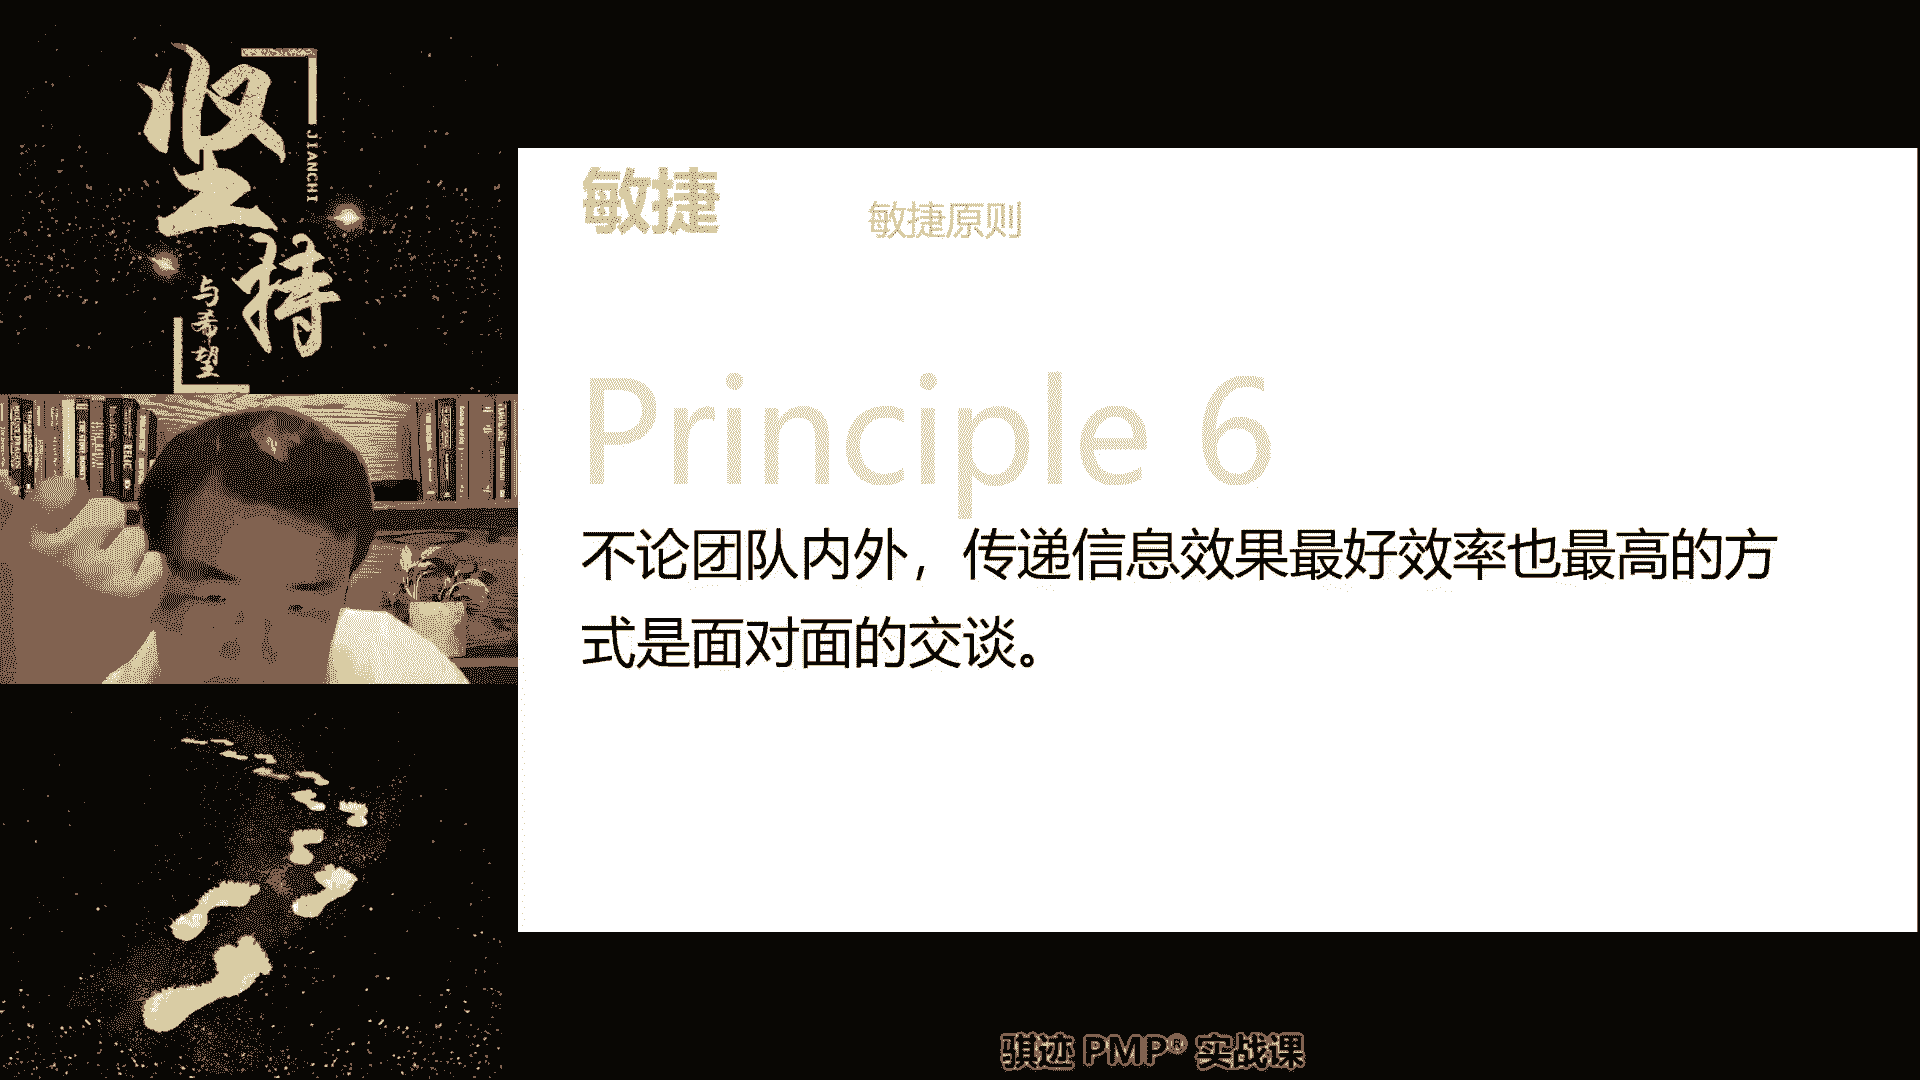 坚持
JIANCHI
与希望
敏捷
敏捷原则
Principle 6
不论团队内外，传递信息效果最好效率也最高的方
式是面对面的交谈。
骐迹 PMP® 实战课